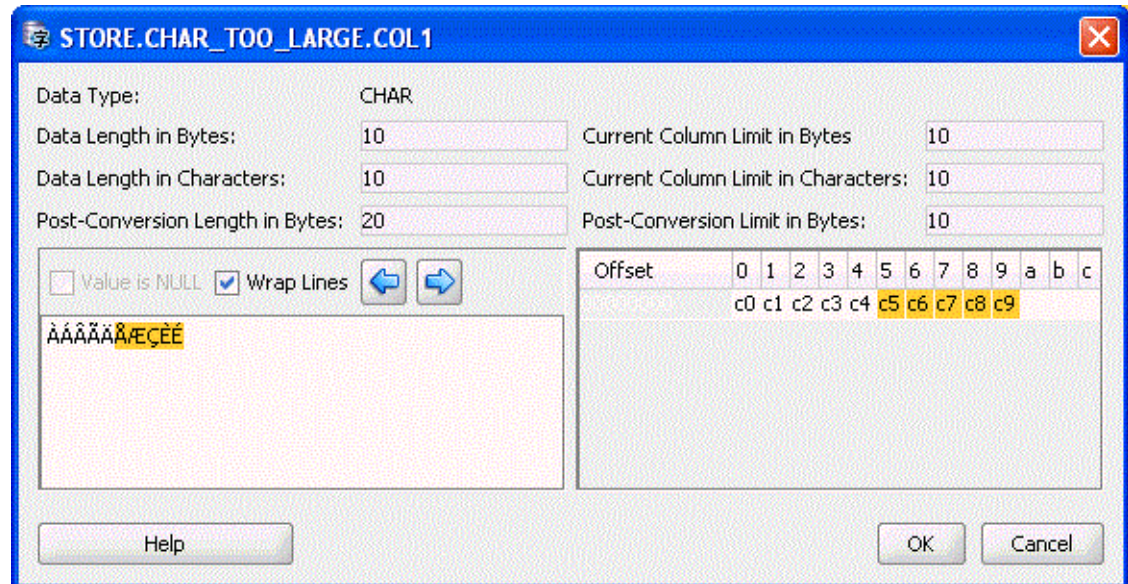 字 STORE.CHAR_TOO_LARGE.COL1
Data Type: CHAR
Data Length in Bytes: 10 Current Column Limit in Bytes 10
Data Length in Characters: 10 Current Column Limit in Characters: 10
Post-Conversion Length in Bytes: 20 Post-Conversion Limit in Bytes: 10
Value is NULL Wrap Lines
Offset 0 1 2 3 4 5 6 7 8 9 a b c
c0 c1 c2 c3 c4 c5 c6 c7 c8 c9
ÀÁÂÃÄÅÆÇÈÉ
Help OK Cancel